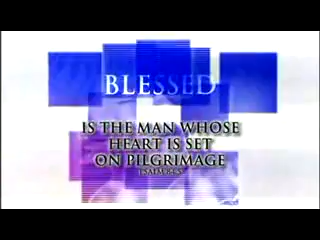 BLESSED
IS THE MAN WHOSE
HEART IS SET
ON PILGRIMAGE